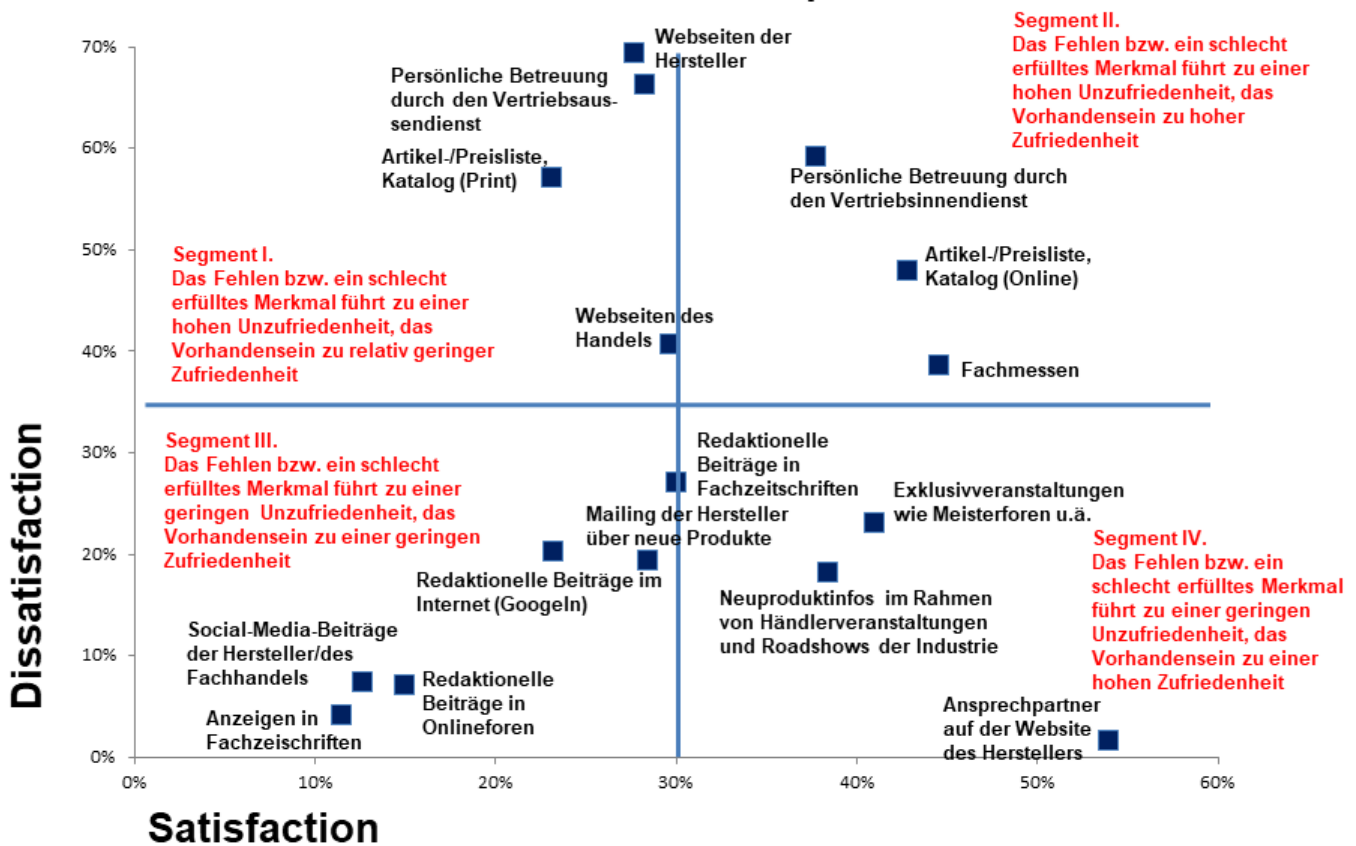 Segment II.
Das Fehlen bzw. ein schlecht
erfülltes Merkmal führt zu einer
hohen Unzufriedenheit, das
Vorhandensein zu hoher
Zufriedenheit
Webseiten der
Hersteller
Persönliche Betreuung
durch den Vertriebsaus-
sendienst
Artikel-/Preisliste,
Katalog (Print)
Persönliche Betreuung durch
den Vertriebsinnendienst
Segment I.
Das Fehlen bzw. ein schlecht
erfülltes Merkmal führt zu einer
hohen Unzufriedenheit, das
Vorhandensein zu relativ geringer
Zufriedenheit
Artikel-/Preisliste,
Katalog (Online)
Webseiten des
Handels
Fachmessen
Segment III.
Das Fehlen bzw. ein schlecht
erfülltes Merkmal führt zu einer
geringen Unzufriedenheit, das
Vorhandensein zu einer geringen
Zufriedenheit
Redaktionelle
Beiträge in
Fachzeitschriften
Exklusivveranstaltungen
wie Meisterforen u.ä.
Mailing der Hersteller
über neue Produkte
Segment IV.
Das Fehlen bzw. ein
schlecht erfülltes Merkmal
führt zu einer geringen
Unzufriedenheit, das
Vorhandensein zu einer
hohen Zufriedenheit
Redaktionelle Beiträge im
Internet (Googeln)
Neuproduktinfos im Rahmen
von Händlerveranstaltungen
und Roadshows der Industrie
Social-Media-Beiträge
der Hersteller/des
Fachhandels
Redaktionelle
Beiträge in
Onlineforen
Anzeigen in
Fachzeischriften
Ansprechpartner
auf der Website
des Herstellers
70%
60%
50%
40%
30%
20%
10%
0%
Dissatisfaction
0% 10% 20% 30% 40% 50% 60%
Satisfaction